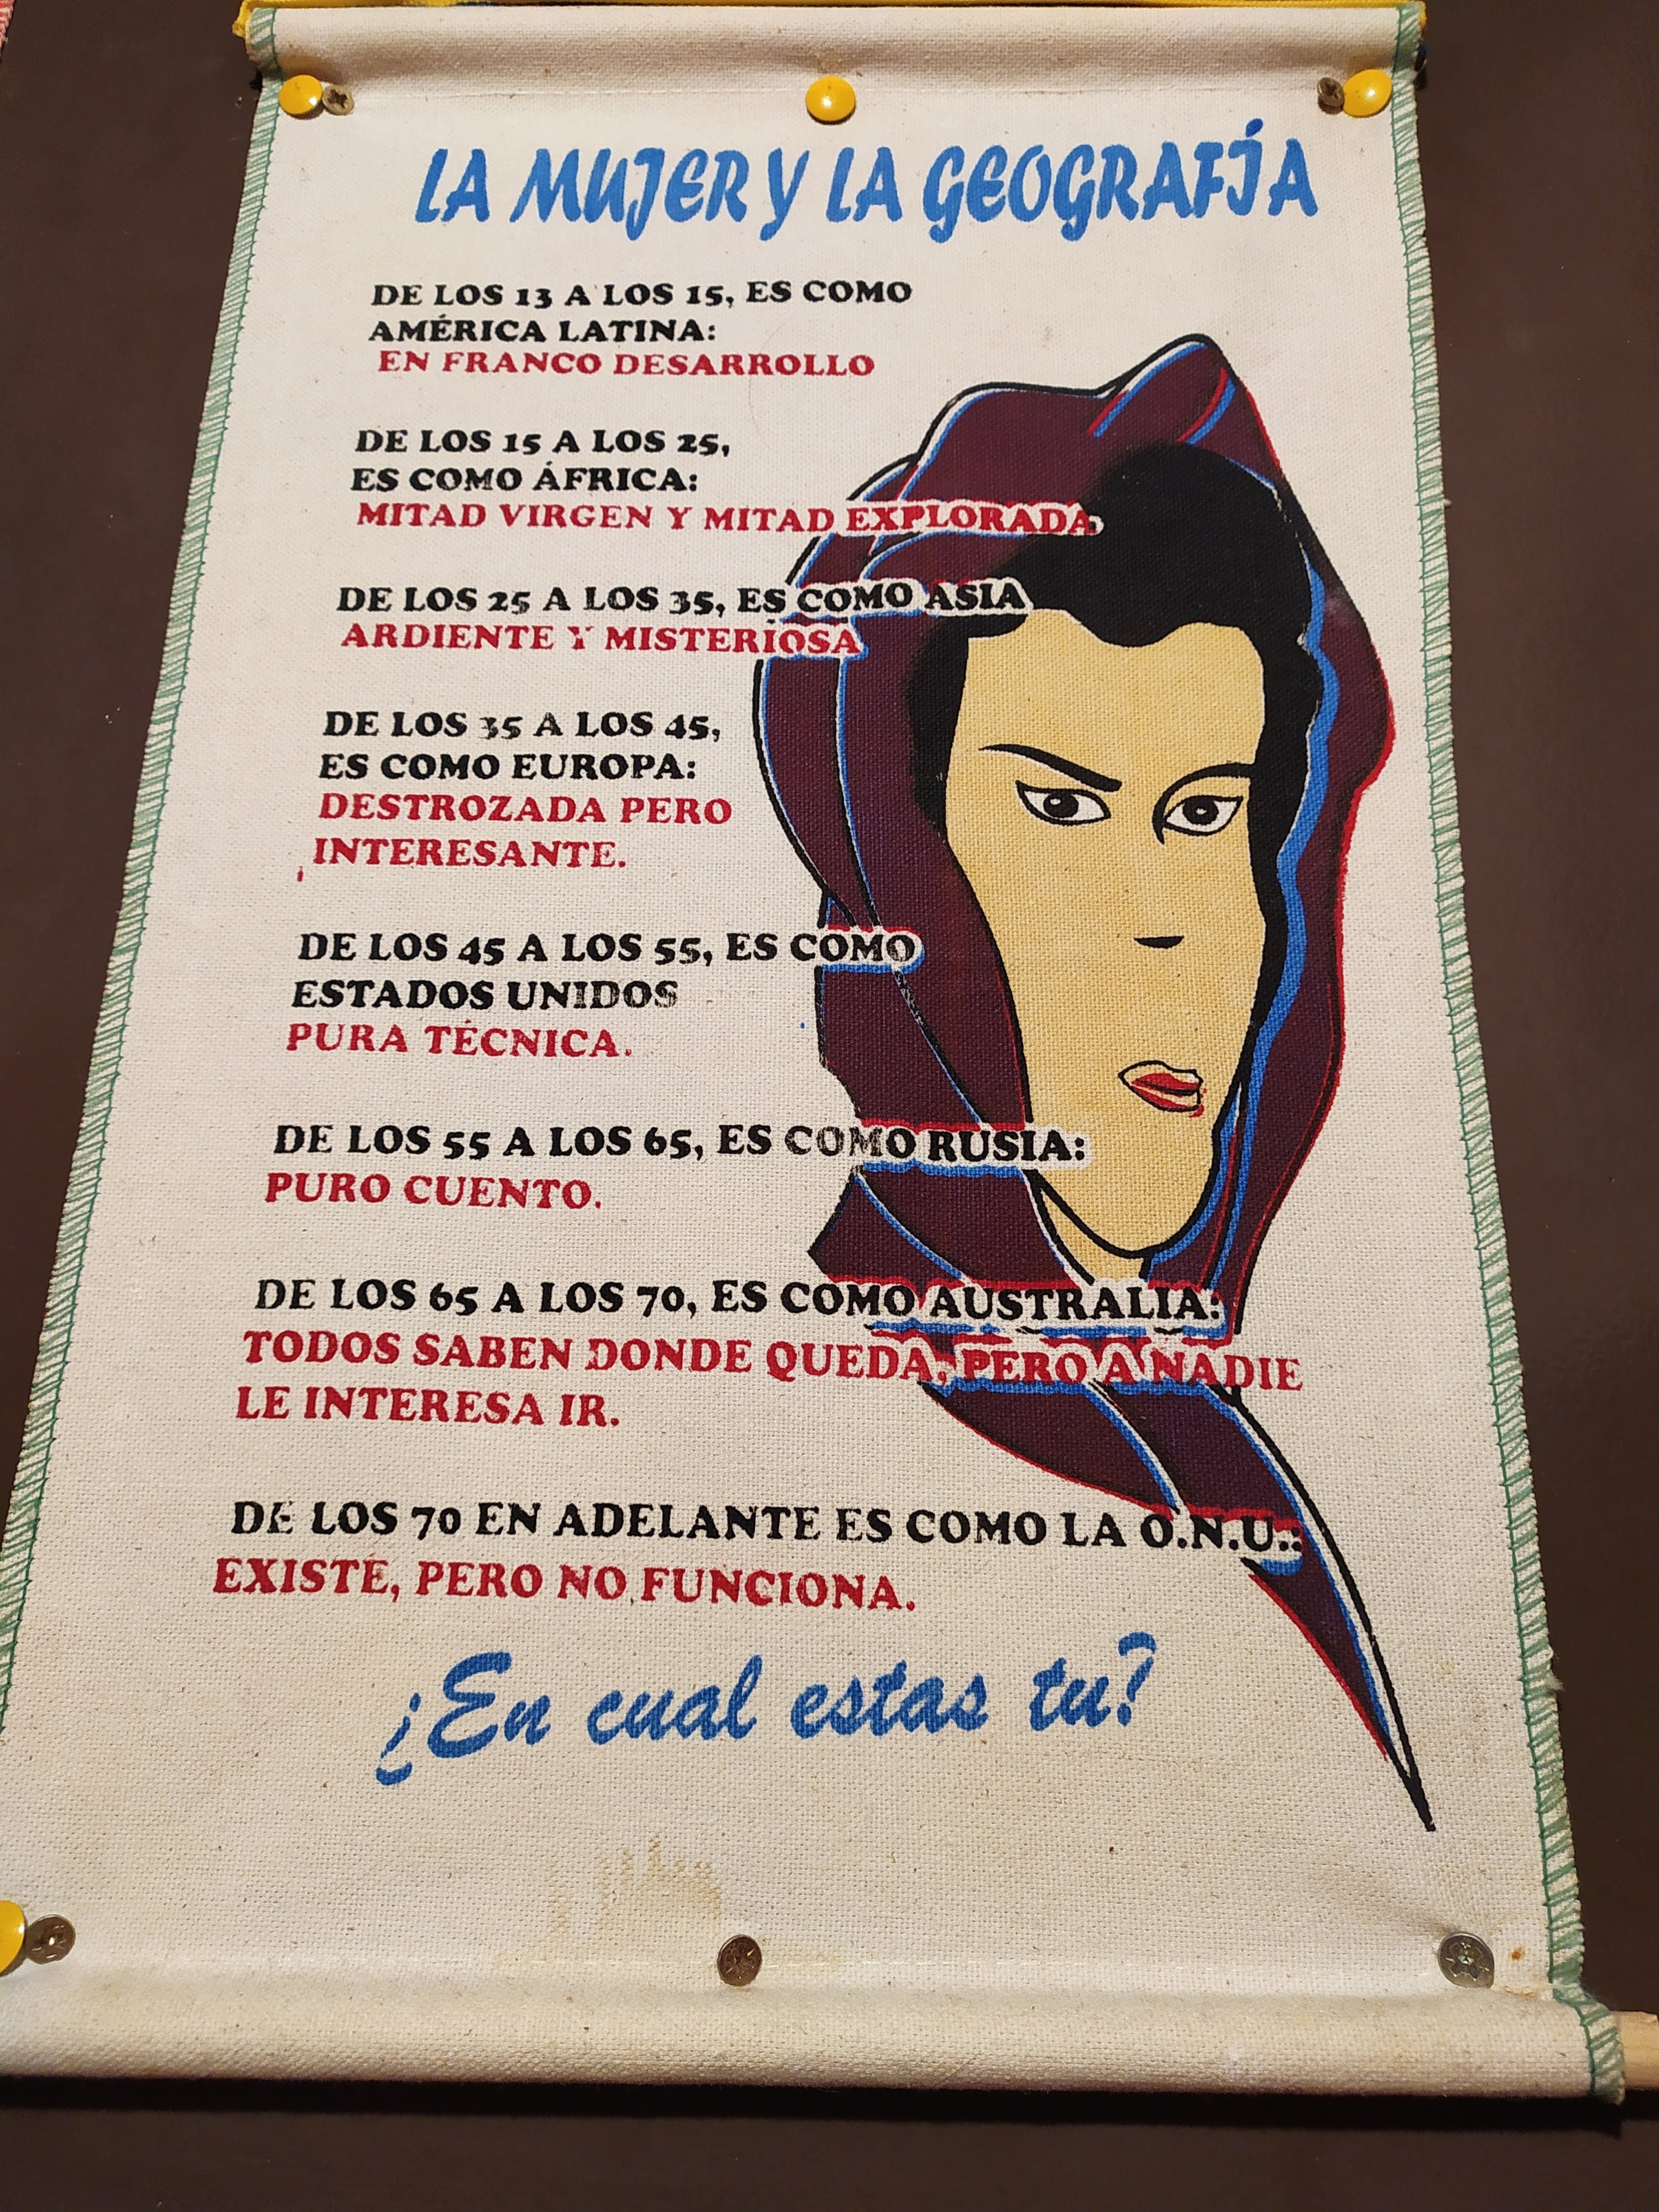 LA MUJER Y LA GEOGRAFÍA
DE LOS 13 A LOS 15, ES COMO
AMÉRICA LATINA:
EN FRANCO DESARROLLO
DE LOS 15 A LOS 25,
ES COMO ÁFRICA:
MITAD VIRGEN Y MITAD EXPLORADA
DE LOS 25 A LOS 35, ES COMO ASIA
ARDIENTE Y MISTERIOSA
DE LOS 35 A LOS 45,
ES COMO EUROPA:
DESTROZADA PERO
INTERESANTE.
DE LOS 45 A LOS 55, ES COMO
ESTADOS UNIDOS
PURA TÉCNICA.
DE LOS 55 A LOS 65, ES COMO RUSIA:
PURO CUENTO.
DE LOS 65 A LOS 70, ES COMO AUSTRALIA:
TODOS SABEN DONDE QUEDA, PERO A NADIE
LE INTERESA IR.
DE LOS 70 EN ADELANTE ES COMO LA O.N.U.:
EXISTE, PERO NO FUNCIONA.
¿En cual estas tu?